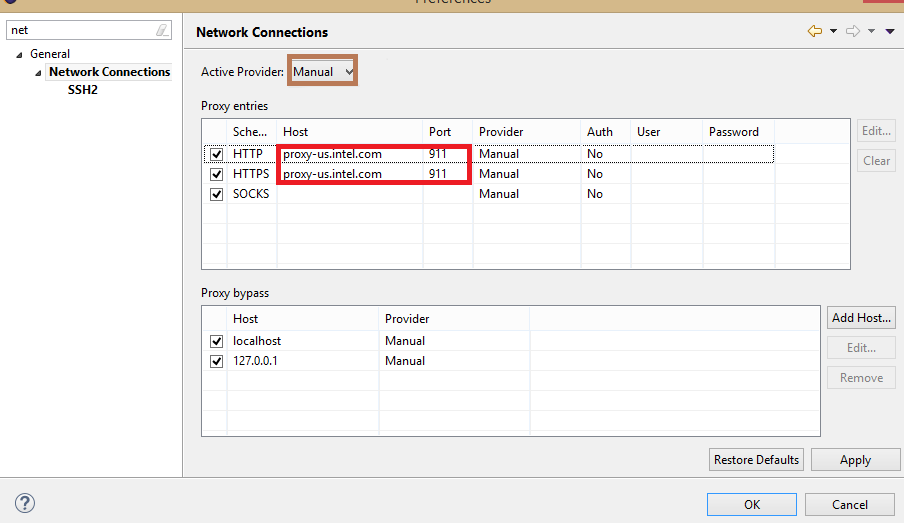 Preferences
net
Network Connections
General
Network Connections
SSH2
Active Provider: Manual
Proxy entries
Sche... Host Port Provider Auth User Password
HTTP proxy-us.intel.com 911 Manual No
HTTPS proxy-us.intel.com 911 Manual No
SOCKS Manual No
Edit...
Clear
Proxy bypass
Host Provider
localhost Manual
127.0.0.1 Manual
Add Host...
Edit...
Remove
Restore Defaults Apply
? OK Cancel